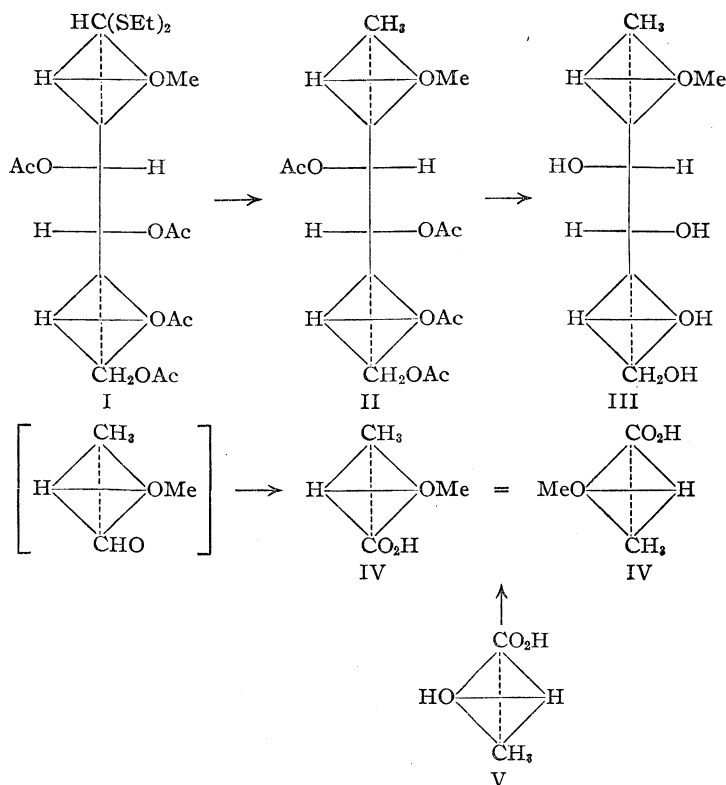 HC(SEt)₂ CH₃ CH₃
H OMe H OMe H OMe
AcO H AcO H HO H
H OAc H OAc H OH
H OAc H OAc H OH
CH₂OAc CH₂OAc CH₂OH
I II III
CH₃ CH₃ CO₂H
H OMe H OMe = MeO H
CHO CO₂H CH₃
IV IV
CO₂H
HO H
CH₃
V